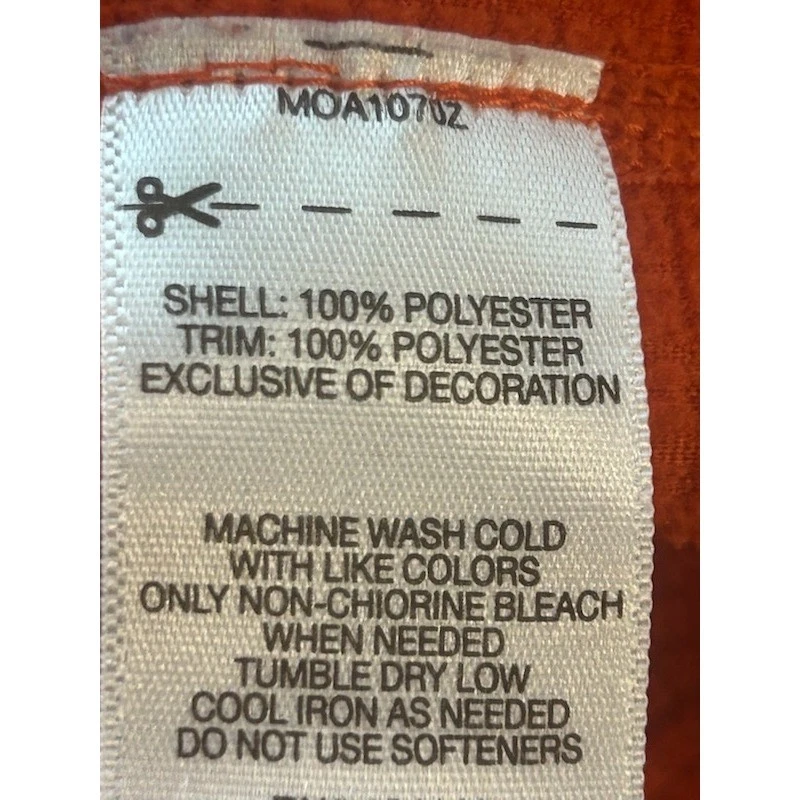 MOA10702
SHELL: 100% POLYESTER
TRIM: 100% POLYESTER
EXCLUSIVE OF DECORATION
MACHINE WASH COLD
WITH LIKE COLORS
ONLY NON-CHIORINE BLEACH
WHEN NEEDED
TUMBLE DRY LOW
COOL IRON AS NEEDED
DO NOT USE SOFTENERS